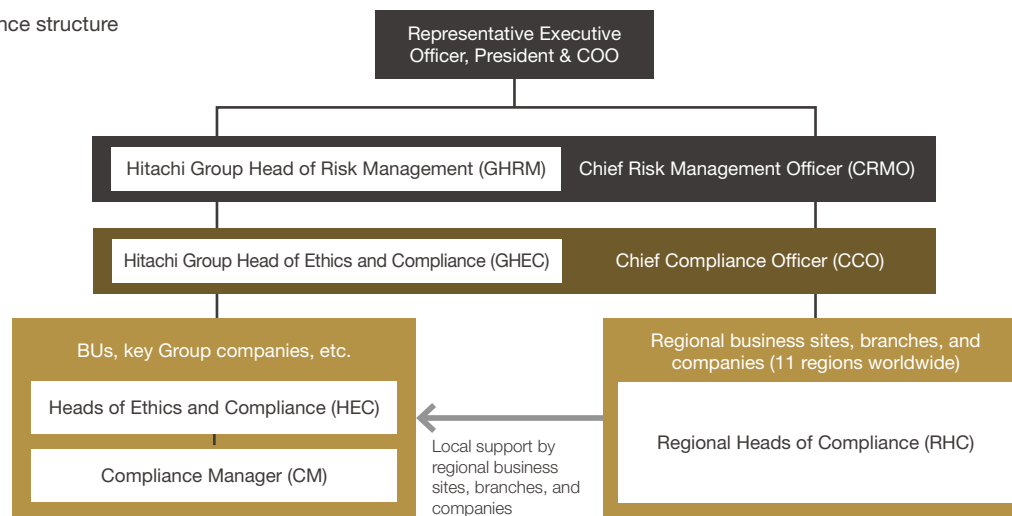 structure
Representative Executive
Officer, President & COO
Hitachi Group Head of Risk Management (GHRM)
Chief Risk Management Officer (CRMO)
Hitachi Group Head of Ethics and Compliance (GHEC)
Chief Compliance Officer (CCO)
BUs, key Group companies, etc.
Heads of Ethics and Compliance (HEC)
Compliance Manager (CM)
Local support by
regional business
sites, branches, and
companies
Regional business sites, branches, and
companies (11 regions worldwide)
Regional Heads of Compliance (RHC)